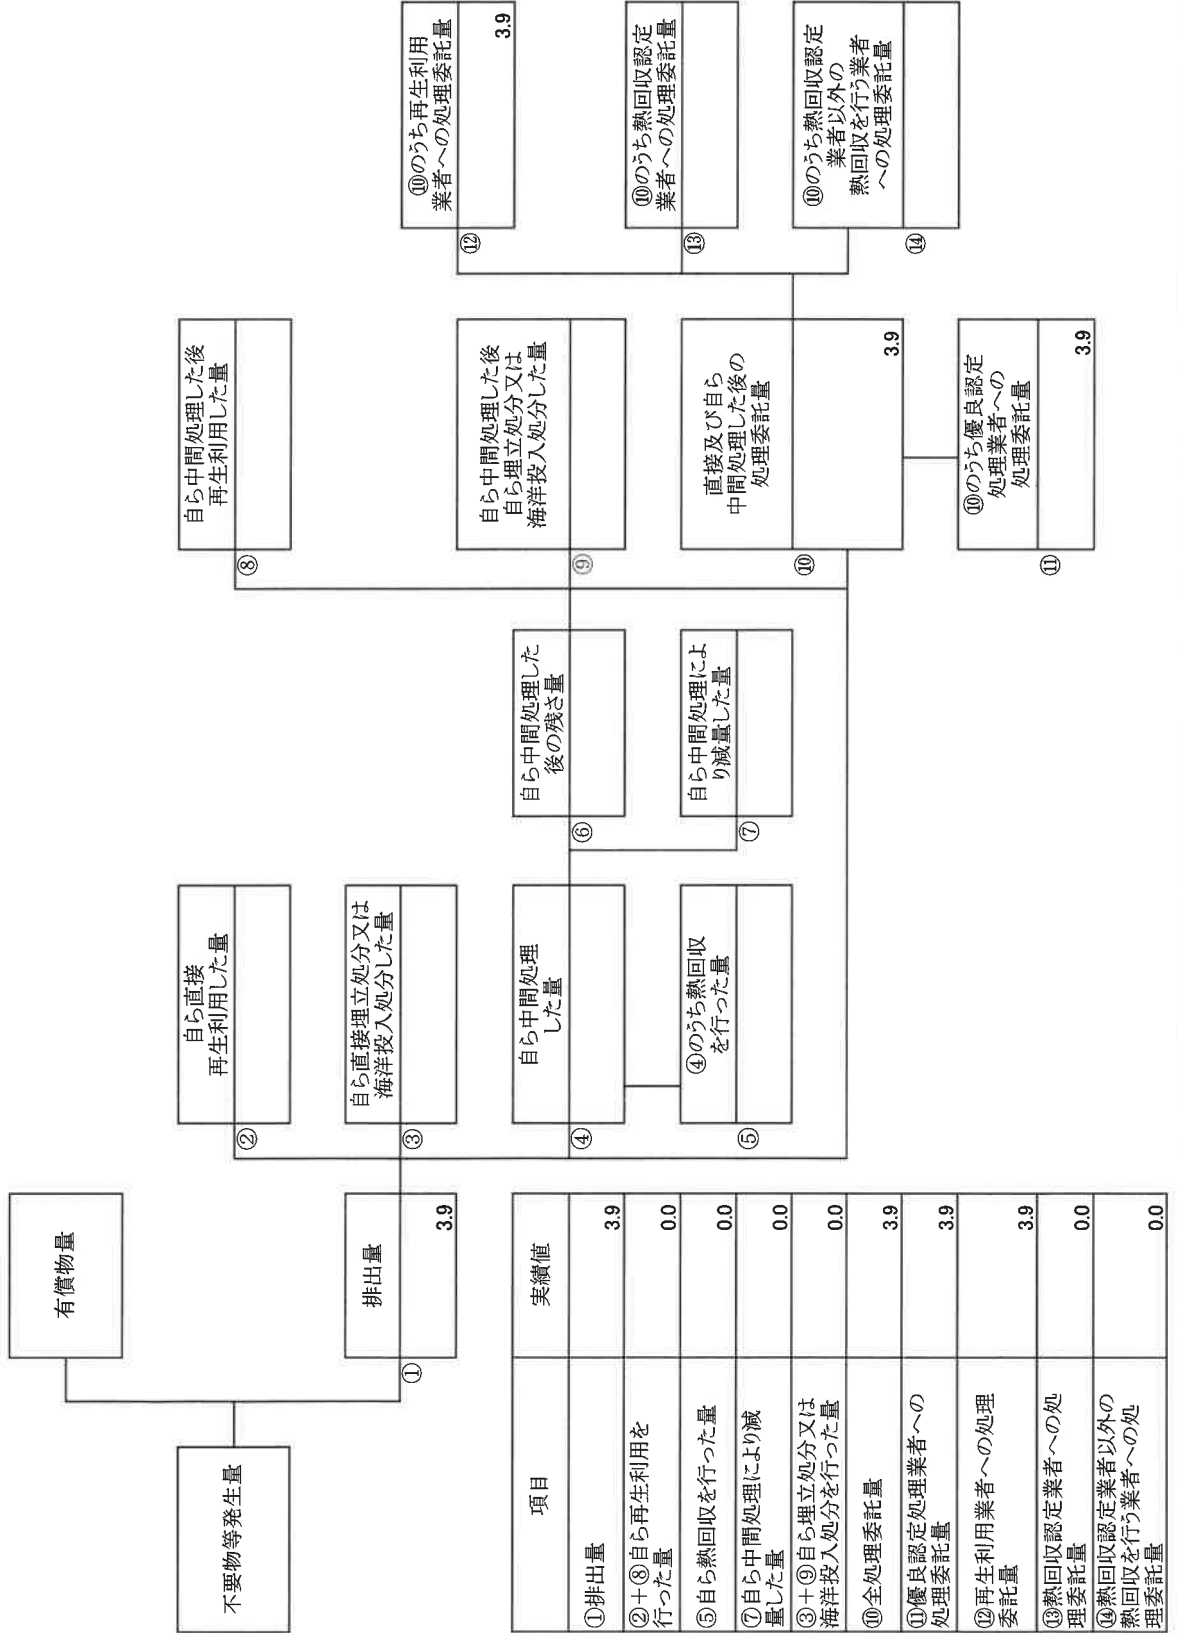 有償物量
不要物等発生量
①
排出量
3.9
②
自ら直接
再生利用した量
③
自ら直接埋立処分又は
海洋投入処分した量
④
自ら中間処理
した量
⑤
④のうち熱回収
を行った量
⑥
自ら中間処理した
後の残さ量
⑦
自ら中間処理によ
り減量した量
⑧
自ら中間処理した後
再生利用した量
⑨
自ら中間処理した後
自ら埋立処分又は
海洋投入処分した量
⑩
直接及び自ら
中間処理した後の
処理委託量
3.9
⑪
⑩のうち優良認定
処理業者への
処理委託量
3.9
⑫
⑩のうち再生利用
業者への処理委託量
3.9
⑬
⑩のうち熱回収認定
業者への処理委託量
⑭
⑩のうち熱回収認定
業者以外の
熱回収を行う業者
への処理委託量
項目 実績値
①排出量 3.9
②+⑧自ら再生利用を
行った量 0.0
⑤自ら熱回収を行った量 0.0
⑦自ら中間処理により減
量した量 0.0
③+⑨自ら埋立処分又は
海洋投入処分を行った量 0.0
⑩全処理委託量 3.9
⑪優良認定処理業者への
処理委託量 3.9
⑫再生利用業者への処理
委託量 3.9
⑬熱回収認定業者への処
理委託量 0.0
⑭熱回収認定業者以外の
熱回収を行う業者への処
理委託量 0.0